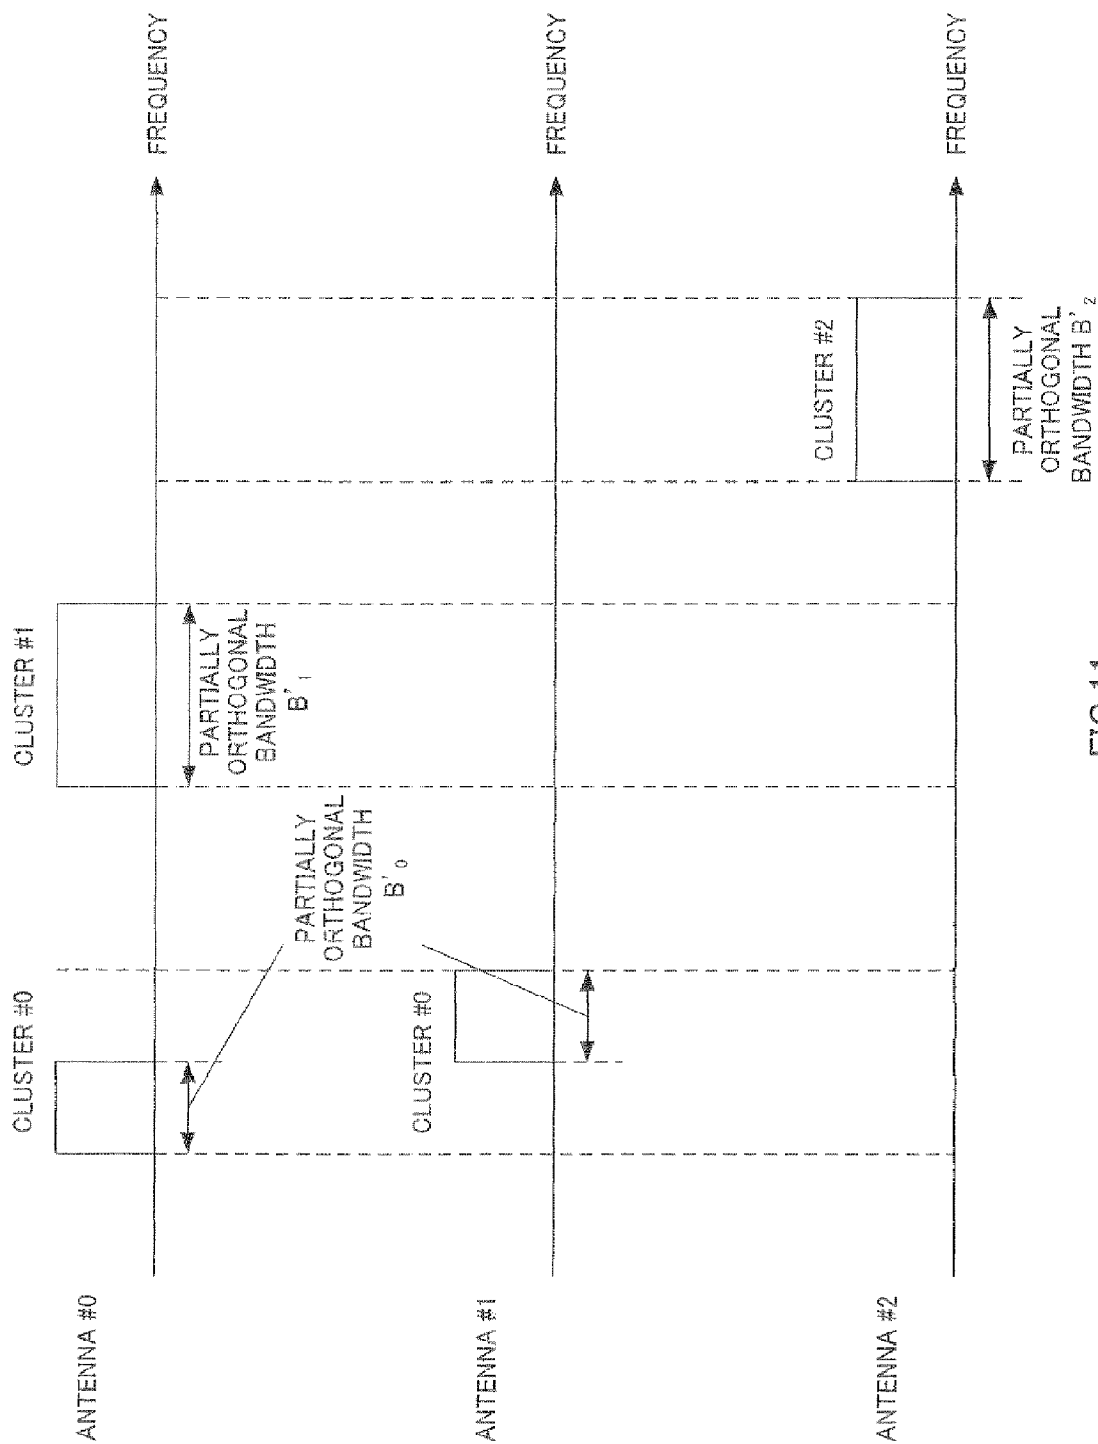 ANTENNA #0
CLUSTER #0
CLUSTER #1
FREQUENCY
PARTIALLY
ORTHOGONAL
BANDWIDTH
B'1
PARTIALLY
ORTHOGONAL
BANDWIDTH
B'0
ANTENNA #1
CLUSTER #0
FREQUENCY
ANTENNA #2
CLUSTER #2
FREQUENCY
PARTIALLY
ORTHOGONAL
BANDWIDTH B'2